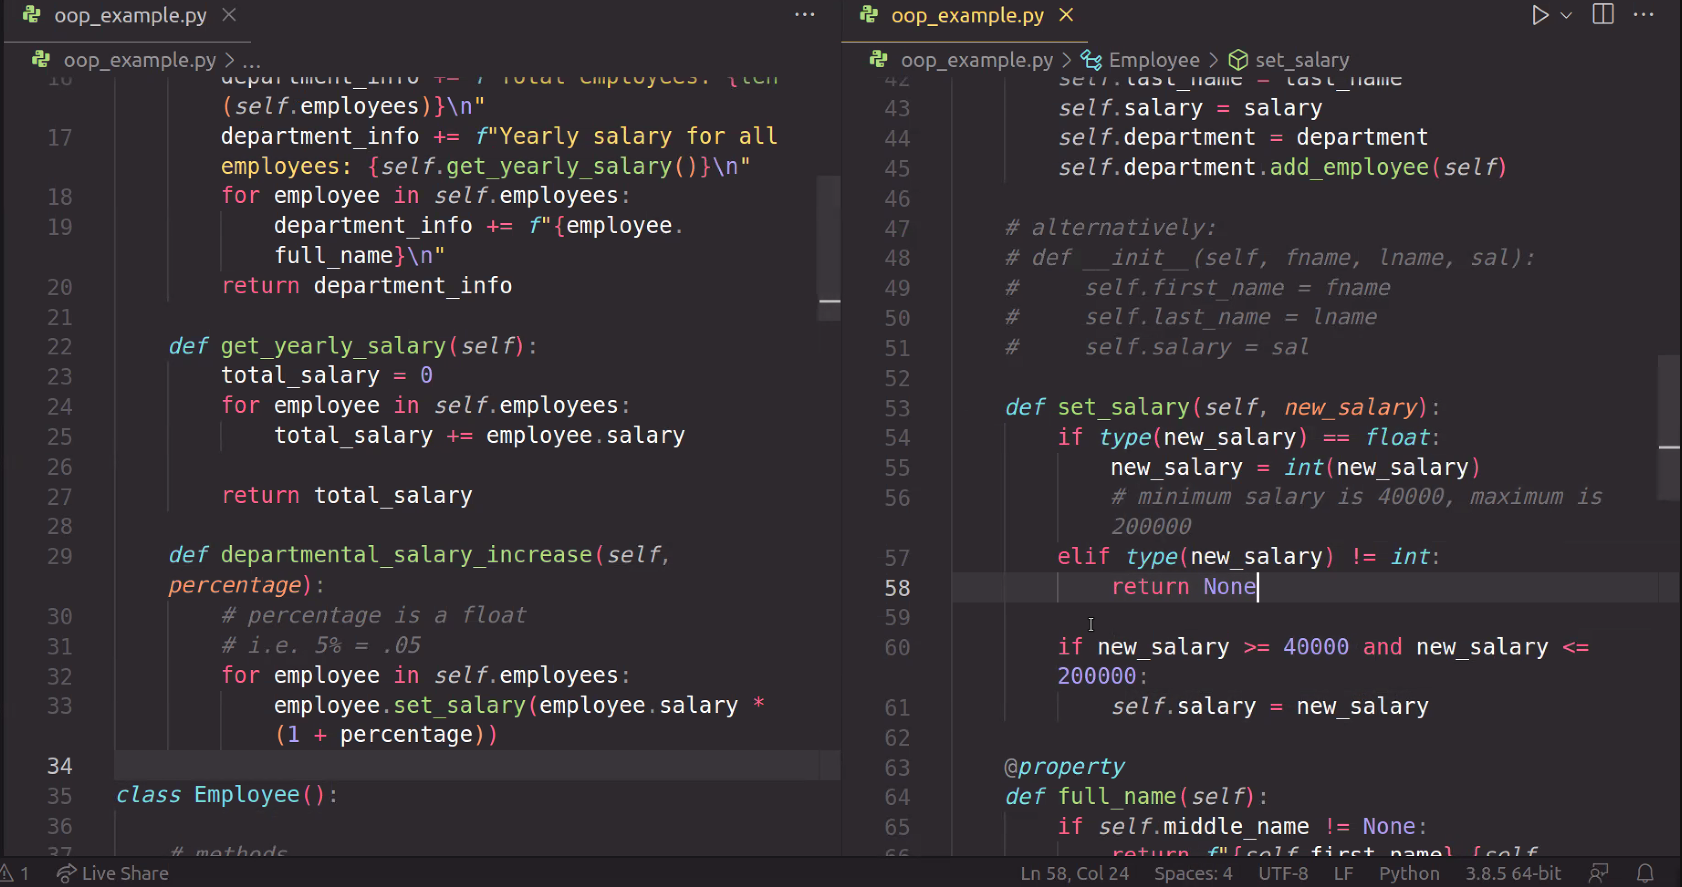 oop_example.py ×
oop_example.py > ...
16 department_info += f"Total employees: {len
(self.employees)}\n"
17 department_info += f"Yearly salary for all
employees: {self.get_yearly_salary()}\n"
18 for employee in self.employees:
19 department_info += f"{employee.
full_name}\n"
20 return department_info
21
22 def get_yearly_salary(self):
23 total_salary = 0
24 for employee in self.employees:
25 total_salary += employee.salary
26
27 return total_salary
28
29 def departmental_salary_increase(self,
percentage):
30 # percentage is a float
31 # i.e. 5% = .05
32 for employee in self.employees:
33 employee.set_salary(employee.salary *
(1 + percentage))
34
35 class Employee():
36
37 # methods
oop_example.py ×
oop_example.py > Employee > set_salary
42 self.last_name = last_name
43 self.salary = salary
44 self.department = department
45 self.department.add_employee(self)
46
47 # alternatively:
48 # def __init__(self, fname, lname, sal):
49 # self.first_name = fname
50 # self.last_name = lname
51 # self.salary = sal
52
53 def set_salary(self, new_salary):
54 if type(new_salary) == float:
55 new_salary = int(new_salary)
56 # minimum salary is 40000, maximum is
200000
57 elif type(new_salary) != int:
58 return None
59
60 if new_salary >= 40000 and new_salary <=
200000:
61 self.salary = new_salary
62
63 @property
64 def full_name(self):
65 if self.middle_name != None:
66 return f"{self.first_name} {self.
1 Live Share Ln 58, Col 24 Spaces: 4 UTF-8 LF Python 3.8.5 64-bit